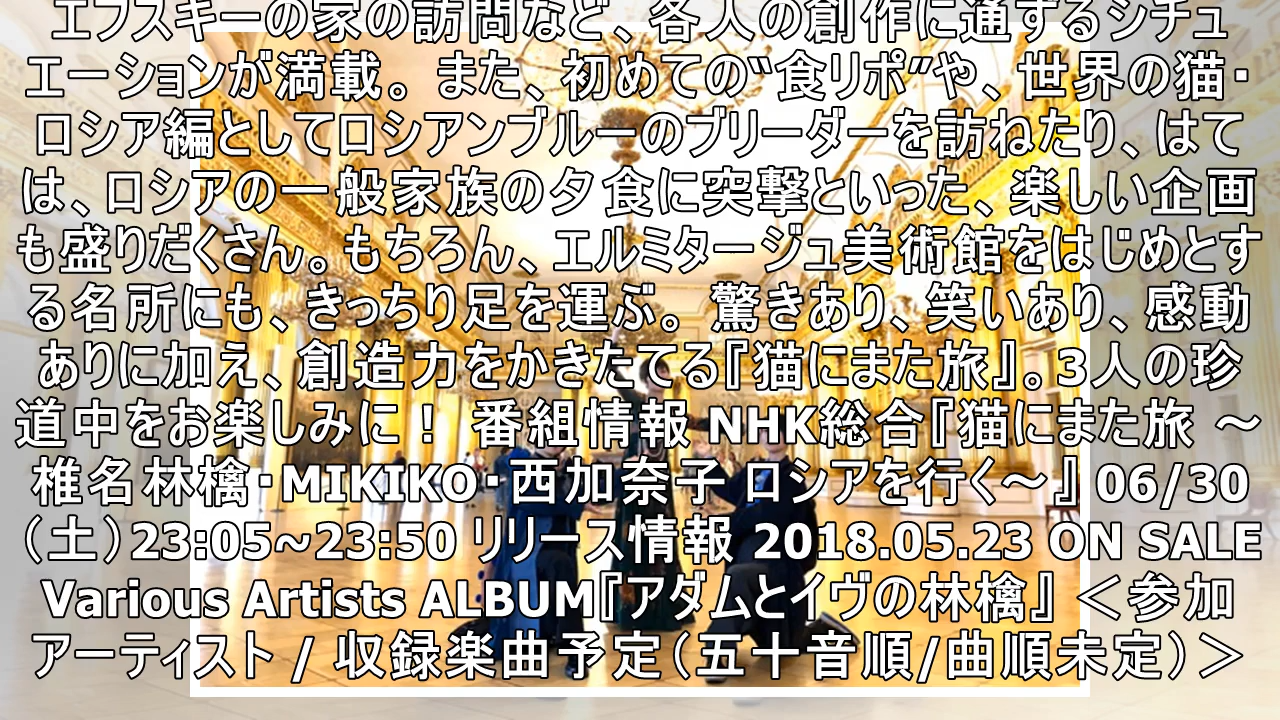 エフスキーの家の訪問など、各人の創作に通ずるシチュ
エーションが満載。また、初めての“食リポ”や、世界の猫・
ロシア編としてロシアンブルーのブリーダーを訪ねたり、はて
は、ロシアの一般家族の夕食に突撃といった、楽しい企画
も盛りだくさん。もちろん、エルミタージュ美術館をはじめとす
る名所にも、きっちり足を運ぶ。驚きあり、笑いあり、感動
ありに加え、創造力をかきたてる『猫にまた旅』。3人の珍
道中をお楽しみに！ 番組情報 NHK総合『猫にまた旅 〜
椎名林檎・MIKIKO・西加奈子 ロシアを行く〜』 06/30
（土）23:05~23:50 リリース情報 2018.05.23 ON SALE
Various Artists ALBUM『アダムとイヴの林檎』 ＜参加
アーティスト / 収録楽曲予定（五十音順/曲順未定）＞